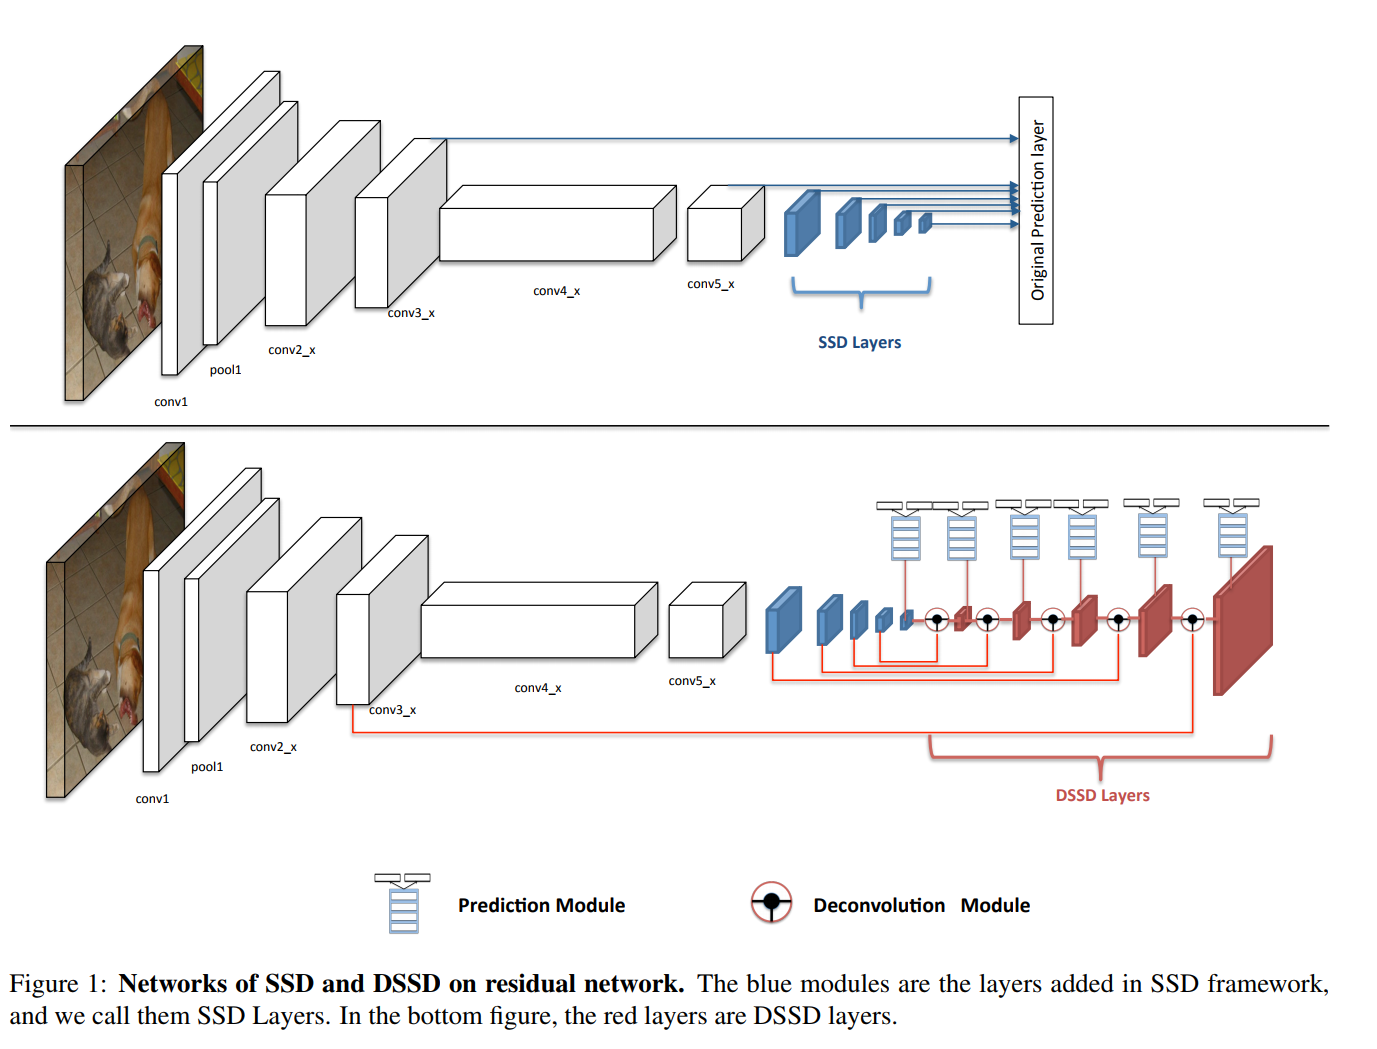 Original Prediction layer
conv3_x
conv4_x
conv5_x
conv2_x
SSD Layers
pool1
conv1
conv4_x
conv5_x
conv3_x
conv2_x
pool1
conv1
DSSD Layers
Prediction Module
Deconvolution Module
Figure 1: Networks of SSD and DSSD on residual network. The blue modules are the layers added in SSD framework,
and we call them SSD Layers. In the bottom figure, the red layers are DSSD layers.